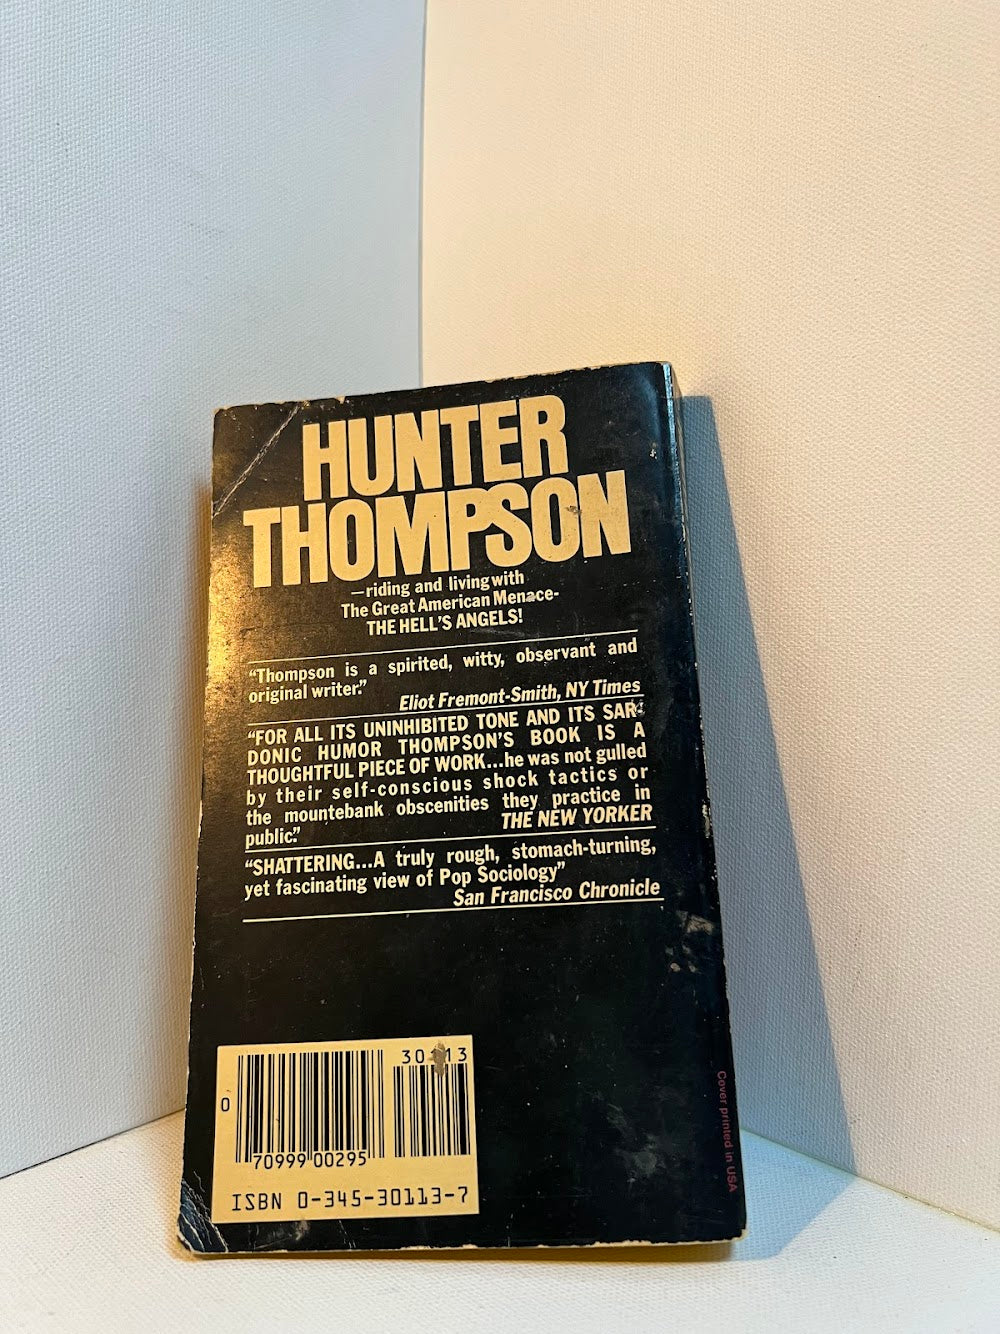 HUNTER
THOMPSON
—riding and living with
The Great American Menace-
THE HELL'S ANGELS!
"Thompson is a spirited, witty, observant and
original writer."
Eliot Fremont-Smith, NY Times
"FOR ALL ITS UNINHIBITED TONE AND ITS SAR-
DONIC HUMOR THOMPSON'S BOOK IS A
THOUGHTFUL PIECE OF WORK...he was not gulled
by their self-conscious shock tactics or
the mountebank obscenities they practice in
public."
THE NEW YORKER
"SHATTERING...A truly rough, stomach-turning,
yet fascinating view of Pop Sociology"
San Francisco Chronicle
30113
0
70999 00295
ISBN 0-345-30113-7
Cover printed in USA